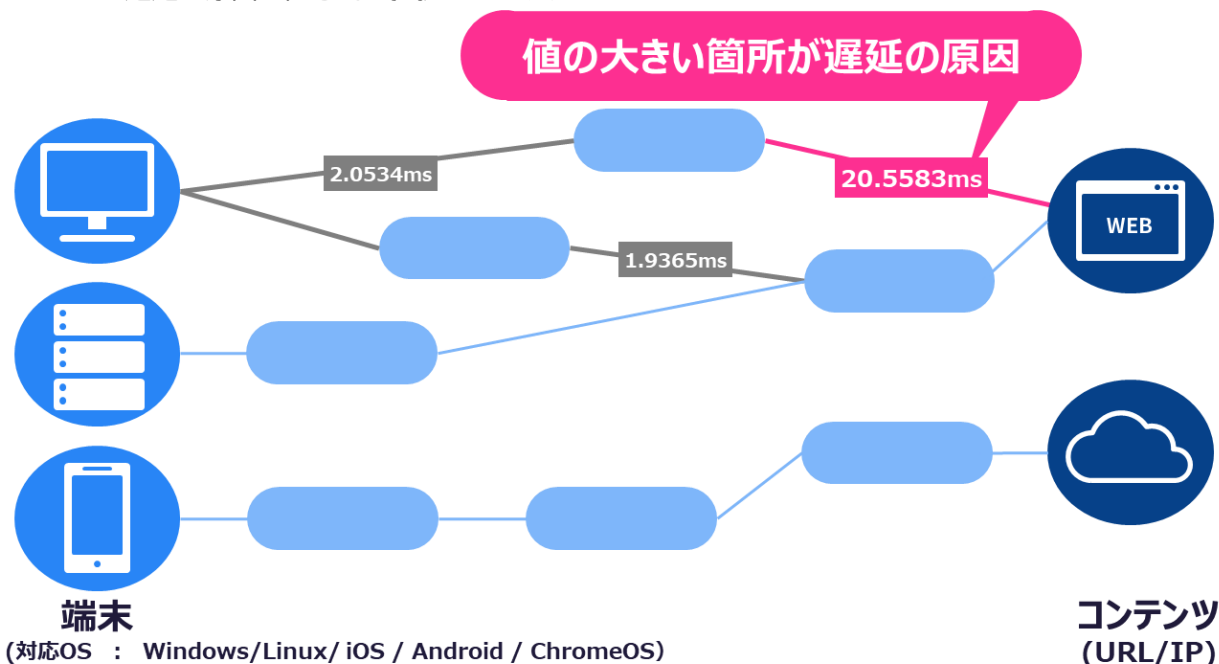 値の大きい箇所が遅延の原因
2.0534ms
20.5583ms
WEB
1.9365ms
端末
(対応OS : Windows/Linux/ iOS / Android / ChromeOS)
コンテンツ
(URL/IP)